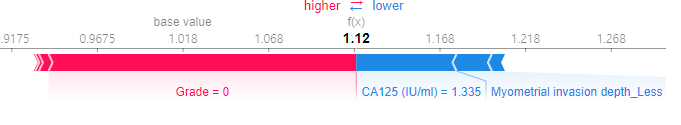 higher ⇄ lower
base value f(x)
0.9175 0.9675 1.018 1.068 1.12 1.168 1.218 1.268
Grade = 0 CA125 (IU/ml) = 1.335 Myometrial invasion depth_Less